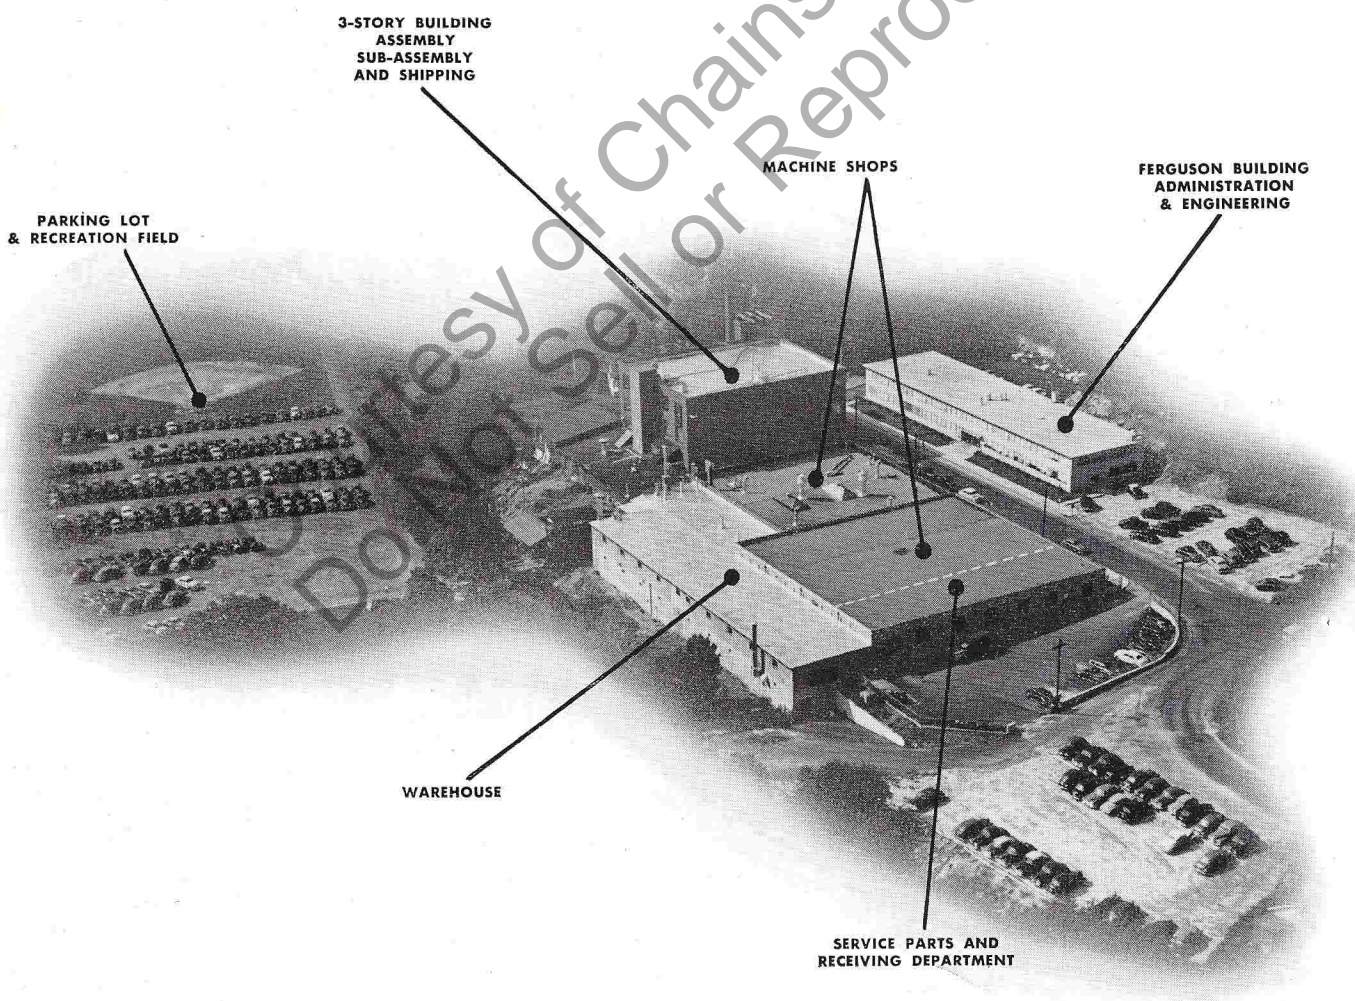 3-STORY BUILDING
ASSEMBLY
SUB-ASSEMBLY
AND SHIPPING
MACHINE SHOPS
FERGUSON BUILDING
ADMINISTRATION
& ENGINEERING
PARKING LOT
& RECREATION FIELD
WAREHOUSE
SERVICE PARTS AND
RECEIVING DEPARTMENT
Courtesy of
Do Not Sell or